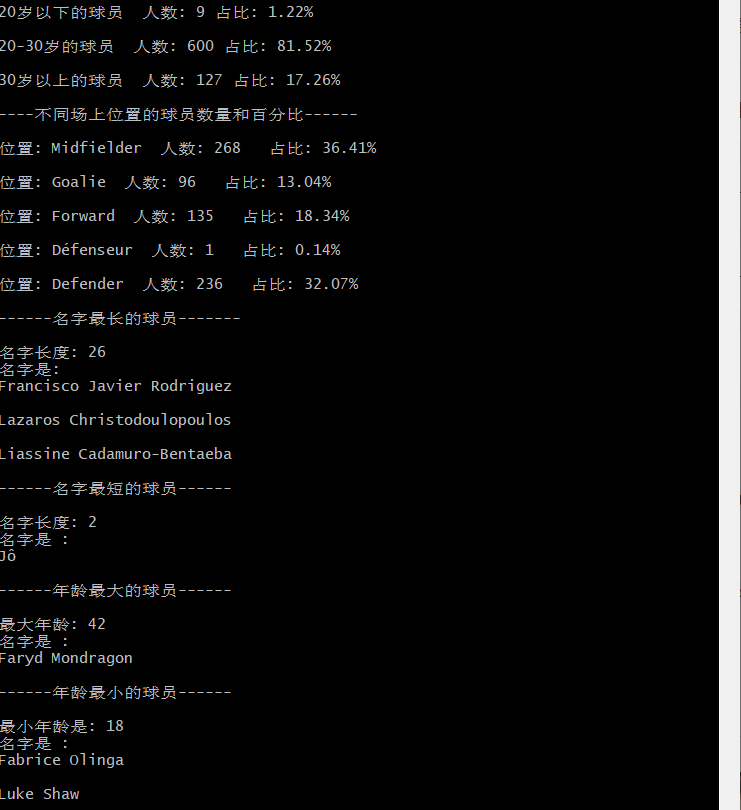 20岁以下的球员  人数: 9 占比: 1.22%
20-30岁的球员  人数: 600 占比: 81.52%
30岁以上的球员  人数: 127 占比: 17.26%
----不同场上位置的球员数量和百分比------
位置: Midfielder  人数: 268   占比: 36.41%
位置: Goalie  人数: 96   占比: 13.04%
位置: Forward  人数: 135   占比: 18.34%
位置: Défenseur  人数: 1   占比: 0.14%
位置: Defender  人数: 236   占比: 32.07%
------名字最长的球员-------
名字长度: 26
名字是:
Francisco Javier Rodriguez
Lazaros Christodoulopoulos
Liassine Cadamuro-Bentaeba
------名字最短的球员------
名字长度: 2
名字是 :
Jô
------年龄最大的球员------
最大年龄: 42
名字是 :
Faryd Mondragon
------年龄最小的球员------
最小年龄是: 18
名字是 :
Fabrice Olinga
Luke Shaw